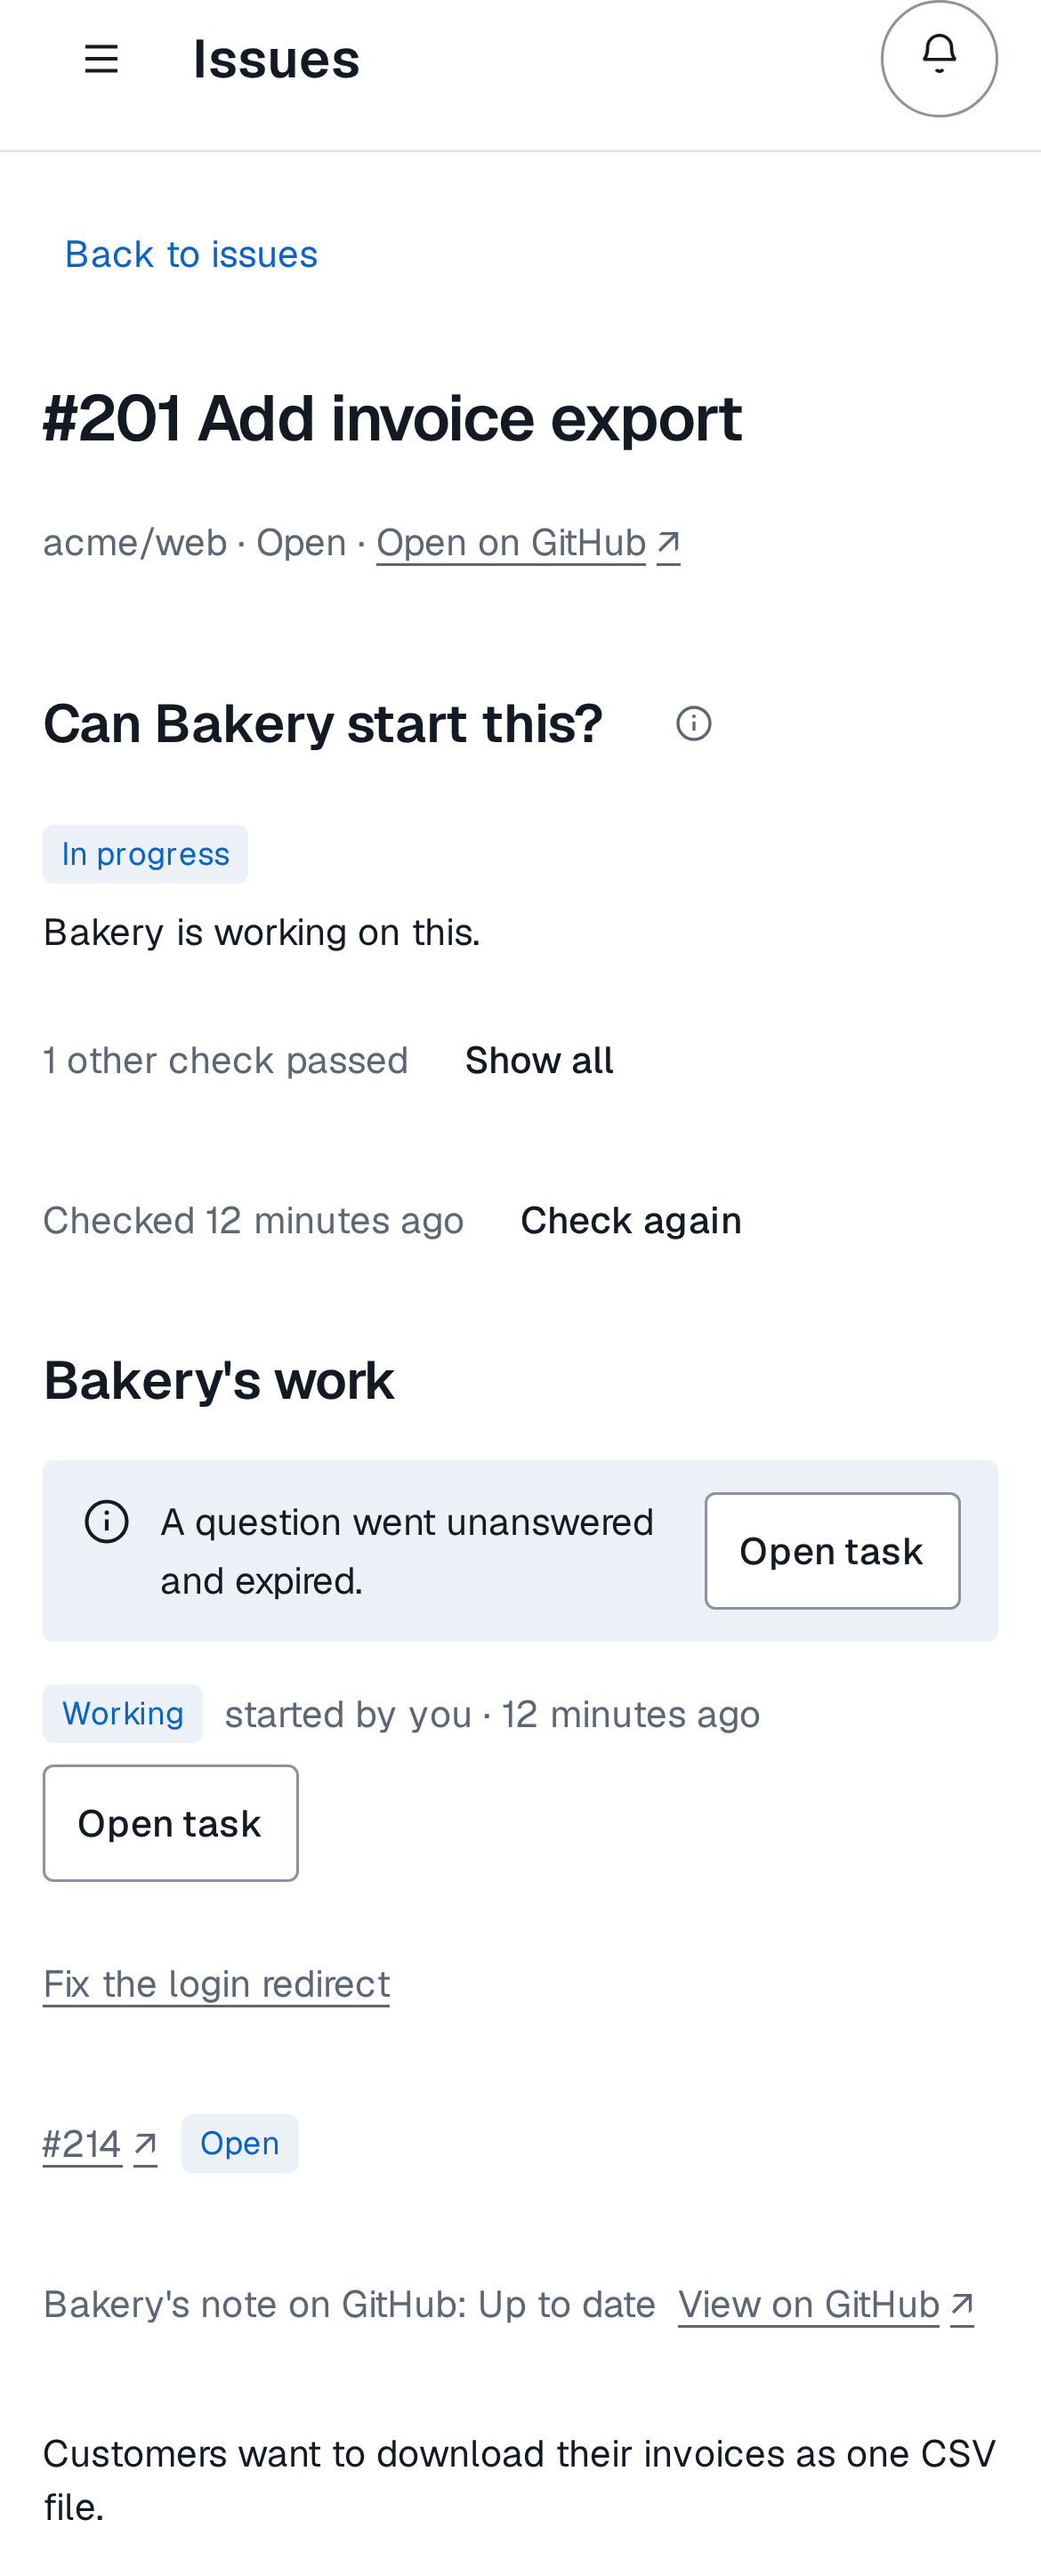 Issues
Back to issues
#201 Add invoice export
acme/web · Open · Open on GitHub ↗
Can Bakery start this?
In progress
Bakery is working on this.
1 other check passed Show all
Checked 12 minutes ago Check again
Bakery's work
A question went unanswered
and expired.
Open task
Working started by you · 12 minutes ago
Open task
Fix the login redirect
#214 ↗ Open
Bakery's note on GitHub: Up to date View on GitHub ↗
Customers want to download their invoices as one CSV
file.